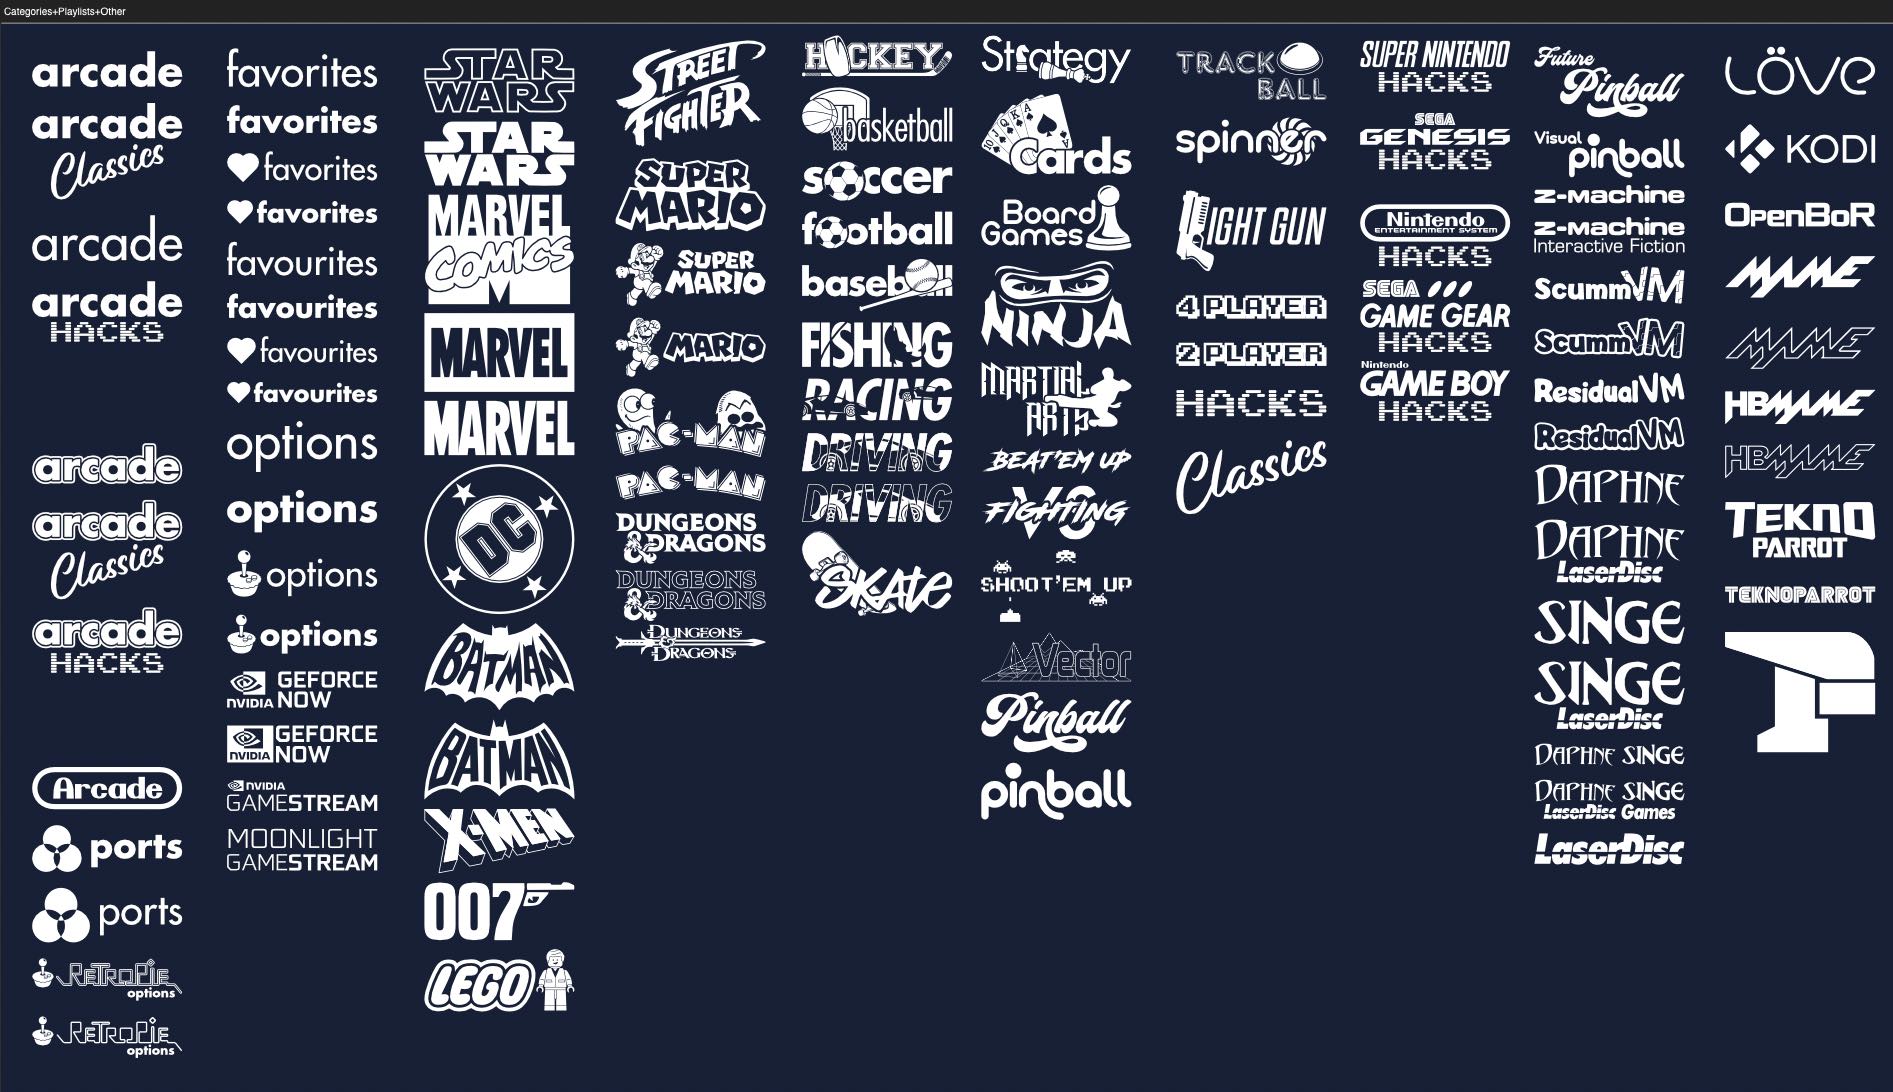 Categories+Playlists+Other
arcade
arcade
Classics
arcade
arcade
HACKS
arcade
arcade
Classics
arcade
HACKS
Arcade
ports
ports
RetroPie
options
RetroPie
options
favorites
favorites
favorites
favorites
favourites
favourites
favourites
favourites
options
options
options
options
NVIDIA
GEFORCE
NOW
NVIDIA
GEFORCE
NOW
NVIDIA
GAMESTREAM
MOONLIGHT
GAMESTREAM
STAR
WARS
STAR
WARS
MARVEL
COMICS
M
MARVEL
MARVEL
DC
BATMAN
BATMAN
X-MEN
007
LEGO
STREET
FIGHTER
SUPER
MARIO
SUPER
MARIO
MARIO
PAC-MAN
PAC-MAN
DUNGEONS
& DRAGONS
DUNGEONS
& DRAGONS
DUNGEONS
&
DRAGONS
HOCKEY
basketball
soccer
football
baseball
FISHING
RACING
DRIVING
DRIVING
SKATE
Strategy
10 J Q K A
Cards
Board
Games
NINJA
MARTIAL
ARTS
BEAT'EM UP
VS
FIGHTING
SHOOT'EM UP
Vector
Pinball
pinball
TRACK
BALL
spinner
LIGHT GUN
4 PLAYER
2 PLAYER
HACKS
Classics
SUPER NINTENDO
HACKS
SEGA
GENESIS
HACKS
Nintendo
ENTERTAINMENT SYSTEM
HACKS
SEGA
GAME GEAR
HACKS
Nintendo
GAME BOY
HACKS
Future
Pinball
Visual
pinball
Z-MACHINE
Z-MACHINE
Interactive Fiction
ScummVM
ScummVM
ResidualVM
ResidualVM
DAPHNE
DAPHNE
LaserDisc
SINGE
SINGE
LaserDisc
DAPHNE SINGE
DAPHNE SINGE
LaserDisc Games
LaserDisc
LÖVE
KODI
OpenBoR
MAME
MAME
HBMAME
HBMAME
TEKNO
PARROT
TEKNOPARROT